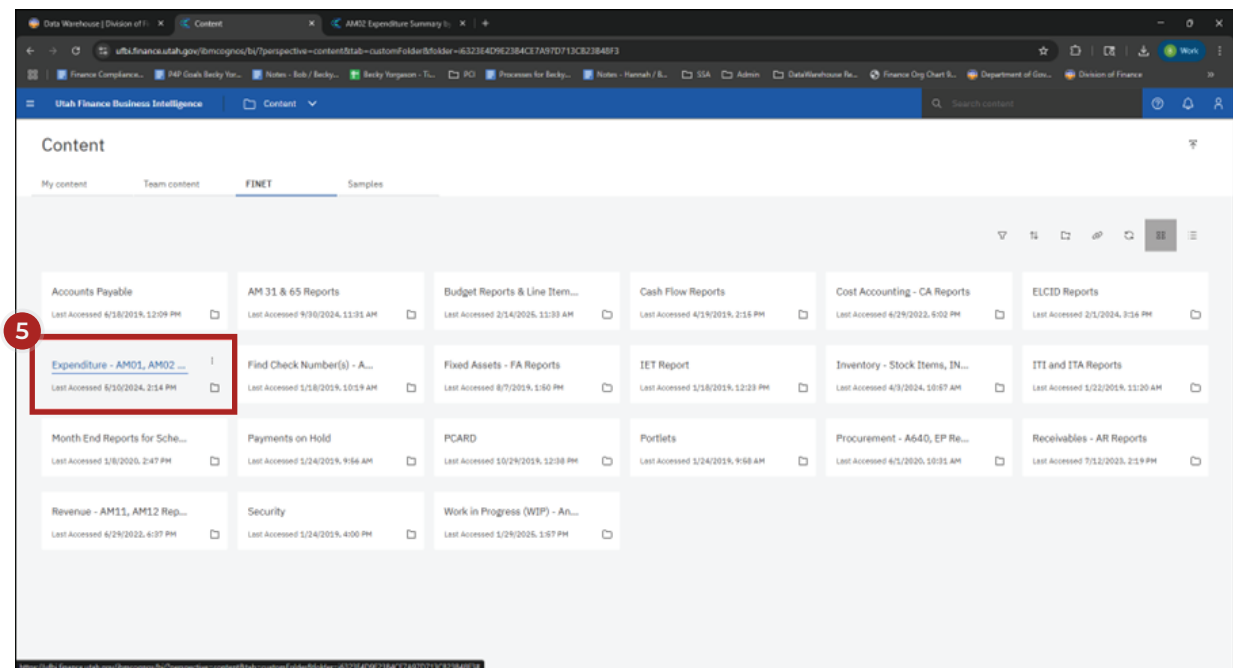 Data Warehouse | Division of Fi
Content
AM02 Expenditure Summary by
ufbi.finance.utah.gov/ibmcognos/bi/?perspective=content&tab=customFolder&folder=i6323E4D9E2384CE7A97D713C823848F3
Work
Finance Compliance... P4P Goals Becky Yor... Notes - Bob / Becky... Becky Yorgason - Ti... PO Processes for Becky... Notes - Hannah / B... SSA Admin DataWarehouse Re... Finance Org Chart 9... Department of Gov... Division of Finance
Utah Finance Business Intelligence
Content
Search content
Content
My content Team content FINET Samples
Accounts Payable
Last Accessed 6/18/2019, 12:09 PM
AM 31 & 65 Reports
Last Accessed 9/30/2024, 11:31 AM
Budget Reports & Line Item...
Last Accessed 2/14/2025, 11:33 AM
Cash Flow Reports
Last Accessed 4/19/2019, 2:15 PM
Cost Accounting - CA Reports
Last Accessed 6/29/2022, 5:02 PM
ELCID Reports
Last Accessed 2/1/2024, 3:16 PM
5
Expenditure - AM01, AM02 ...
Last Accessed 5/10/2024, 2:14 PM
Find Check Number(s) - A...
Last Accessed 1/18/2019, 10:19 AM
Fixed Assets - FA Reports
Last Accessed 8/7/2019, 1:50 PM
IET Report
Last Accessed 1/18/2019, 12:23 PM
Inventory - Stock Items, IN...
Last Accessed 4/3/2024, 10:57 AM
ITI and ITA Reports
Last Accessed 1/22/2019, 11:20 AM
Month End Reports for Sche...
Last Accessed 1/8/2020, 2:47 PM
Payments on Hold
Last Accessed 1/24/2019, 9:56 AM
PCARD
Last Accessed 10/29/2019, 12:38 PM
Portlets
Last Accessed 1/24/2019, 9:58 AM
Procurement - A640, EP Re...
Last Accessed 6/1/2020, 10:31 AM
Receivables - AR Reports
Last Accessed 7/12/2023, 2:19 PM
Revenue - AM11, AM12 Rep...
Last Accessed 6/29/2022, 6:37 PM
Security
Last Accessed 1/24/2019, 4:00 PM
Work in Progress (WIP) - An...
Last Accessed 1/29/2025, 1:57 PM